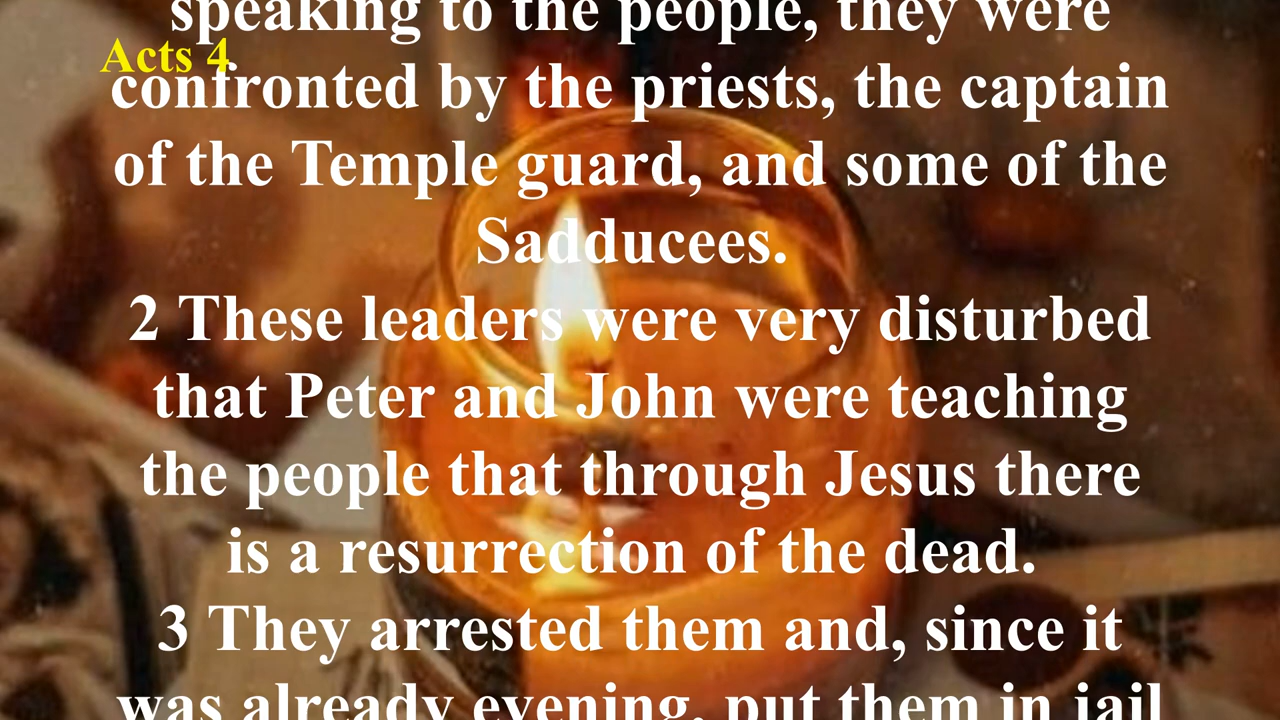 speaking to the people, they were
Acts 4
confronted by the priests, the captain
of the Temple guard, and some of the
Sadducees.
2 These leaders were very disturbed
that Peter and John were teaching
the people that through Jesus there
is a resurrection of the dead.
3 They arrested them and, since it
was already evening, put them in jail